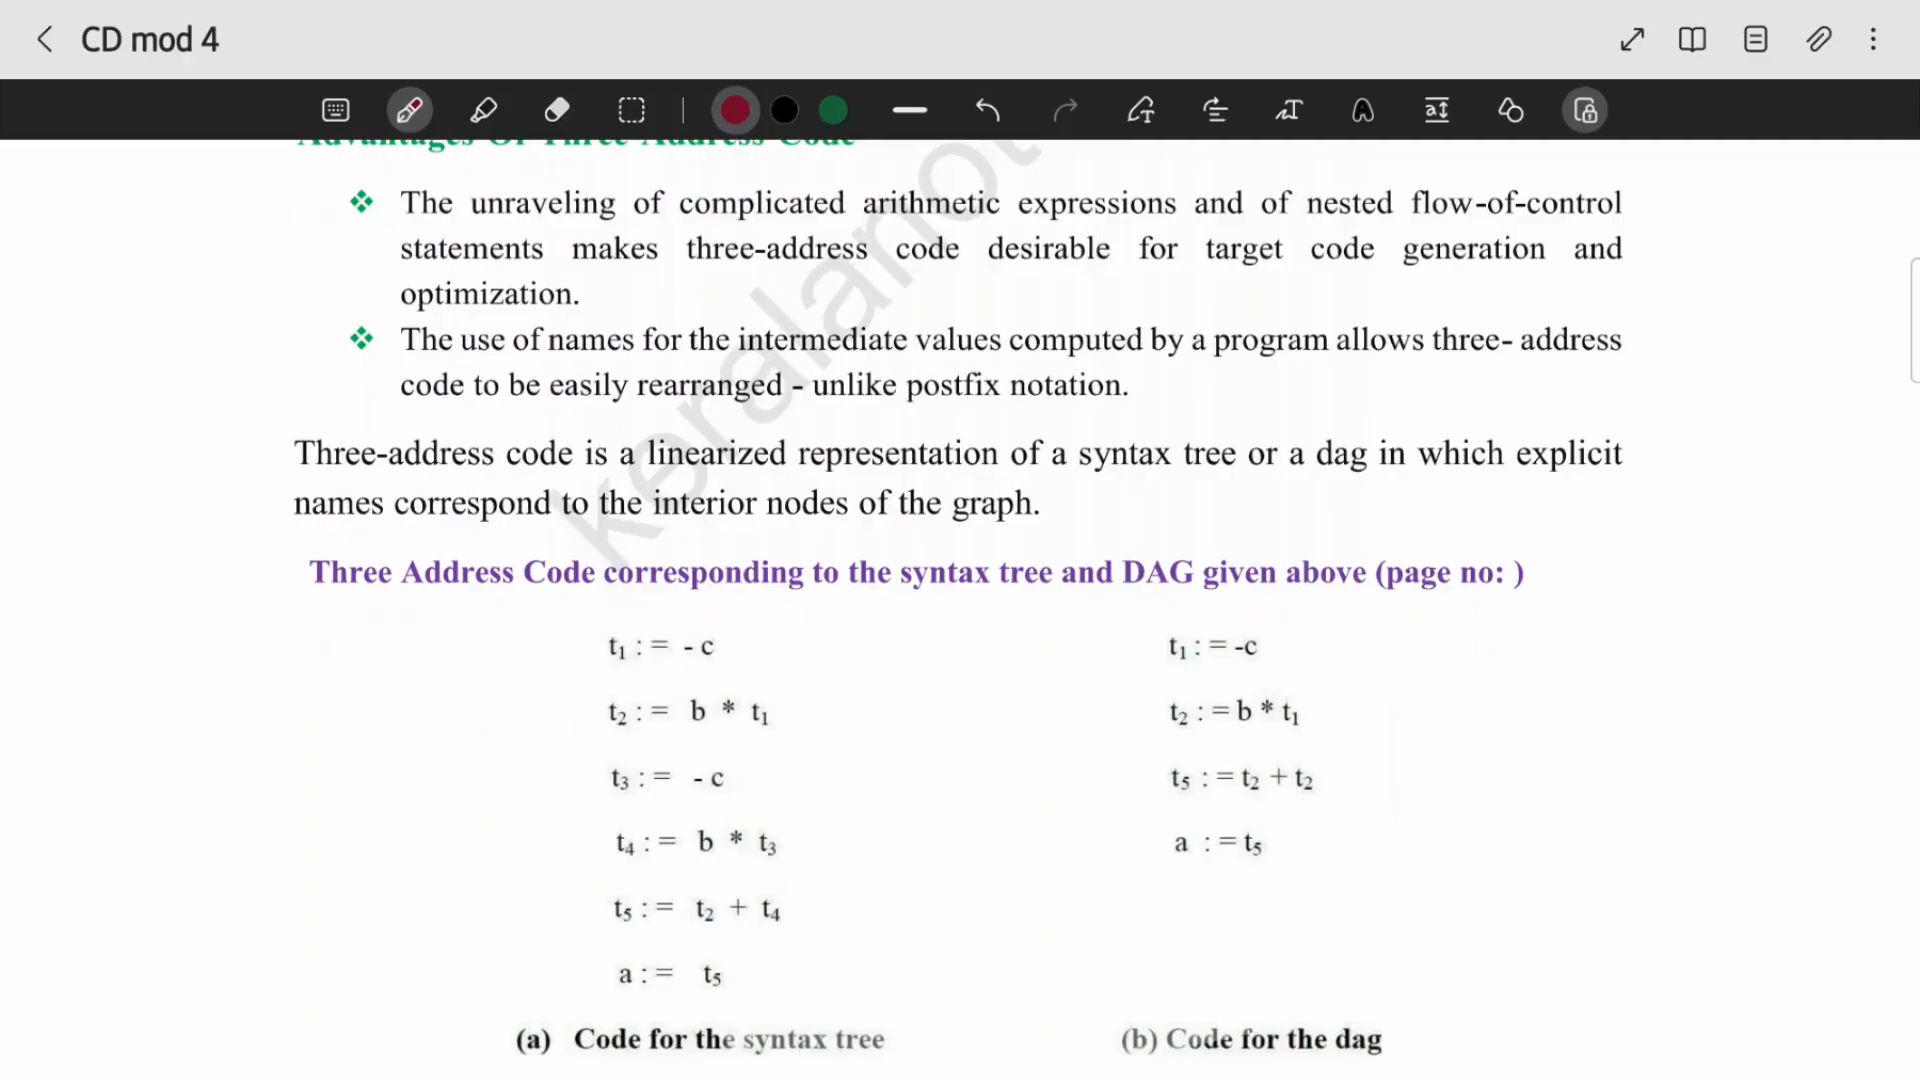 CD mod 4
Advantages Of Three Address Code
❖ The unraveling of complicated arithmetic expressions and of nested flow-of-control
statements makes three-address code desirable for target code generation and
optimization.
❖ The use of names for the intermediate values computed by a program allows three- address
code to be easily rearranged - unlike postfix notation.
Three-address code is a linearized representation of a syntax tree or a dag in which explicit
names correspond to the interior nodes of the graph.
Three Address Code corresponding to the syntax tree and DAG given above (page no: )
t₁ : = - c
t₂ : = b * t₁
t₃ : = - c
t₄ : = b * t₃
t₅ : = t₂ + t₄
a : = t₅
(a) Code for the syntax tree
t₁ : = -c
t₂ : = b * t₁
t₅ : = t₂ + t₂
a : = t₅
(b) Code for the dag